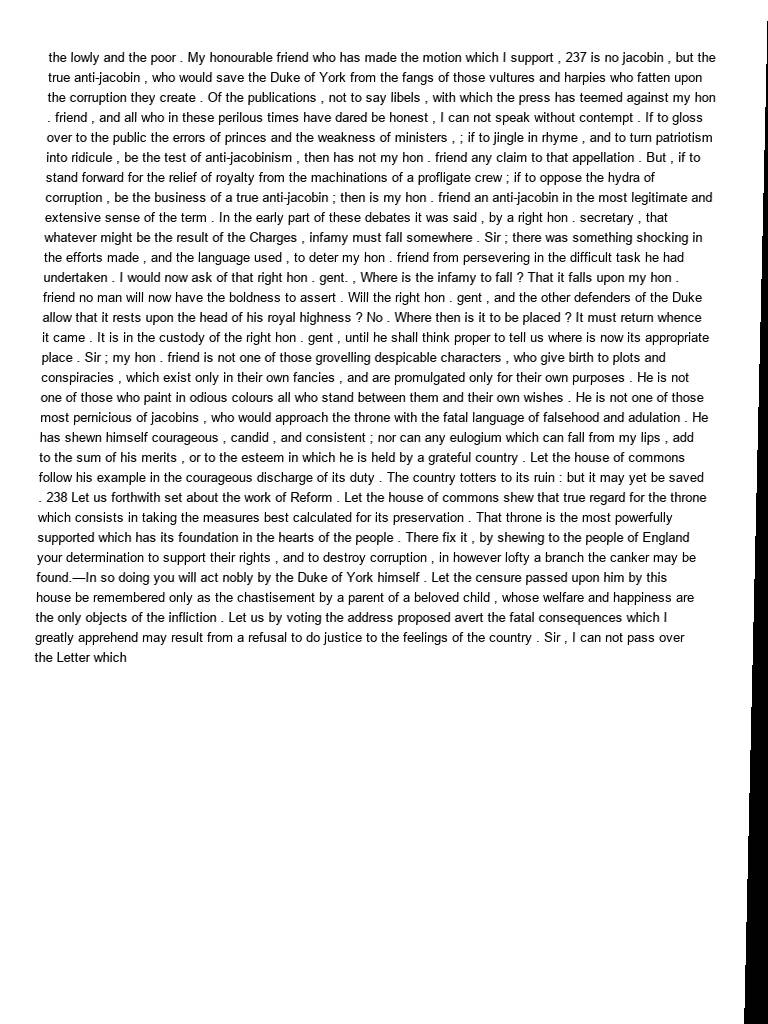 the lowly and the poor . My honourable friend who has made the motion which I support , 237 is no jacobin , but the
true anti-jacobin , who would save the Duke of York from the fangs of those vultures and harpies who fatten upon
the corruption they create . Of the publications , not to say libels , with which the press has teemed against my hon
. friend , and all who in these perilous times have dared be honest , I can not speak without contempt . If to gloss
over to the public the errors of princes and the weakness of ministers , ; if to jingle in rhyme , and to turn patriotism
into ridicule , be the test of anti-jacobinism , then has not my hon . friend any claim to that appellation . But , if to
stand forward for the relief of royalty from the machinations of a profligate crew ; if to oppose the hydra of
corruption , be the business of a true anti-jacobin ; then is my hon . friend an anti-jacobin in the most legitimate and
extensive sense of the term . In the early part of these debates it was said , by a right hon . secretary , that
whatever might be the result of the Charges , infamy must fall somewhere . Sir ; there was something shocking in
the efforts made , and the language used , to deter my hon . friend from persevering in the difficult task he had
undertaken . I would now ask of that right hon . gent. , Where is the infamy to fall ? That it falls upon my hon .
friend no man will now have the boldness to assert . Will the right hon . gent , and the other defenders of the Duke
allow that it rests upon the head of his royal highness ? No . Where then is it to be placed ? It must return whence
it came . It is in the custody of the right hon . gent , until he shall think proper to tell us where is now its appropriate
place . Sir ; my hon . friend is not one of those grovelling despicable characters , who give birth to plots and
conspiracies , which exist only in their own fancies , and are promulgated only for their own purposes . He is not
one of those who paint in odious colours all who stand between them and their own wishes . He is not one of those
most pernicious of jacobins , who would approach the throne with the fatal language of falsehood and adulation . He
has shewn himself courageous , candid , and consistent ; nor can any eulogium which can fall from my lips , add
to the sum of his merits , or to the esteem in which he is held by a grateful country . Let the house of commons
follow his example in the courageous discharge of its duty . The country totters to its ruin : but it may yet be saved
. 238 Let us forthwith set about the work of Reform . Let the house of commons shew that true regard for the throne
which consists in taking the measures best calculated for its preservation . That throne is the most powerfully
supported which has its foundation in the hearts of the people . There fix it , by shewing to the people of England
your determination to support their rights , and to destroy corruption , in however lofty a branch the canker may be
found.—In so doing you will act nobly by the Duke of York himself . Let the censure passed upon him by this
house be remembered only as the chastisement by a parent of a beloved child , whose welfare and happiness are
the only objects of the infliction . Let us by voting the address proposed avert the fatal consequences which I
greatly apprehend may result from a refusal to do justice to the feelings of the country . Sir , I can not pass over
the Letter which